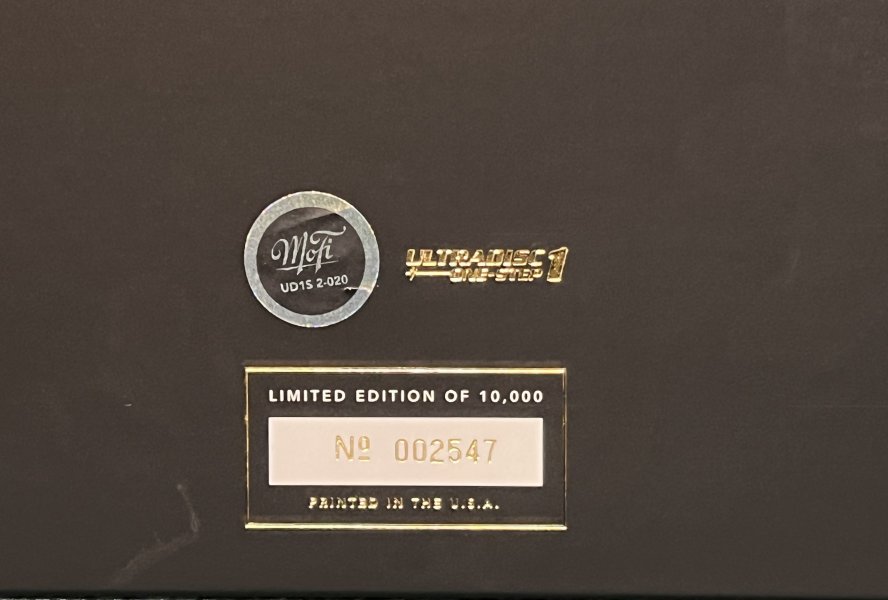 MoFi
UD1S 2-020
ULTRADISC
ONE-STEP 1
LIMITED EDITION OF 10,000
Nº 002547
PRINTED IN THE U.S.A.